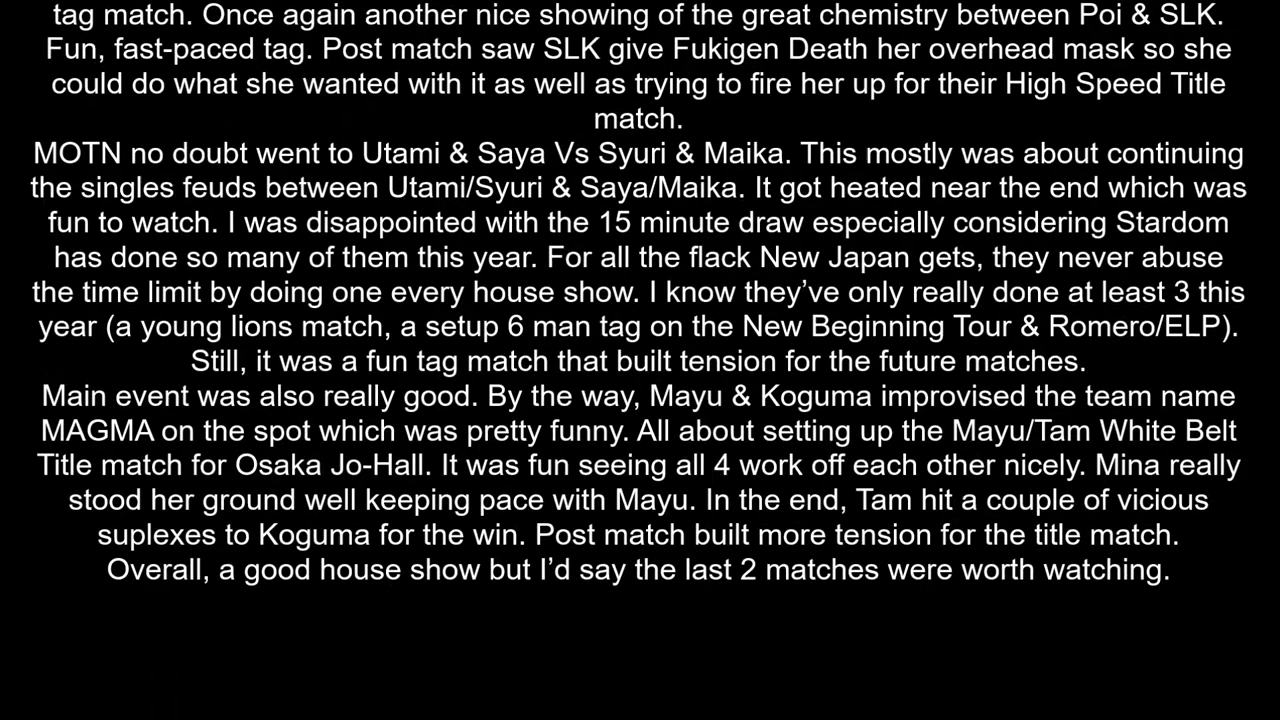 tag match. Once again another nice showing of the great chemistry between Poi & SLK.
Fun, fast-paced tag. Post match saw SLK give Fukigen Death her overhead mask so she
could do what she wanted with it as well as trying to fire her up for their High Speed Title
match.
MOTN no doubt went to Utami & Saya Vs Syuri & Maika. This mostly was about continuing
the singles feuds between Utami/Syuri & Saya/Maika. It got heated near the end which was
fun to watch. I was disappointed with the 15 minute draw especially considering Stardom
has done so many of them this year. For all the flack New Japan gets, they never abuse
the time limit by doing one every house show. I know they’ve only really done at least 3 this
year (a young lions match, a setup 6 man tag on the New Beginning Tour & Romero/ELP).
Still, it was a fun tag match that built tension for the future matches.
Main event was also really good. By the way, Mayu & Koguma improvised the team name
MAGMA on the spot which was pretty funny. All about setting up the Mayu/Tam White Belt
Title match for Osaka Jo-Hall. It was fun seeing all 4 work off each other nicely. Mina really
stood her ground well keeping pace with Mayu. In the end, Tam hit a couple of vicious
suplexes to Koguma for the win. Post match built more tension for the title match.
Overall, a good house show but I’d say the last 2 matches were worth watching.